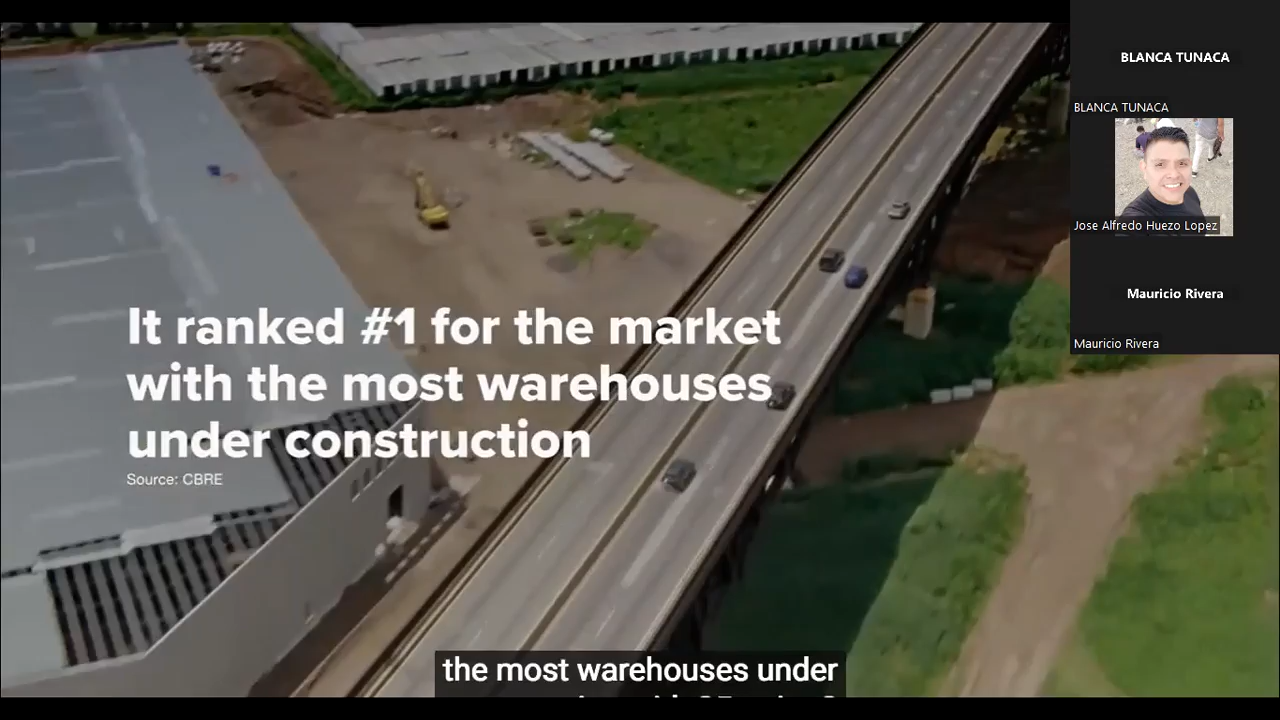 It ranked #1 for the market
with the most warehouses
under construction
Source: CBRE
the most warehouses under
BLANCA TUNACA
BLANCA TUNACA
Jose Alfredo Huezo Lopez
Mauricio Rivera
Mauricio Rivera